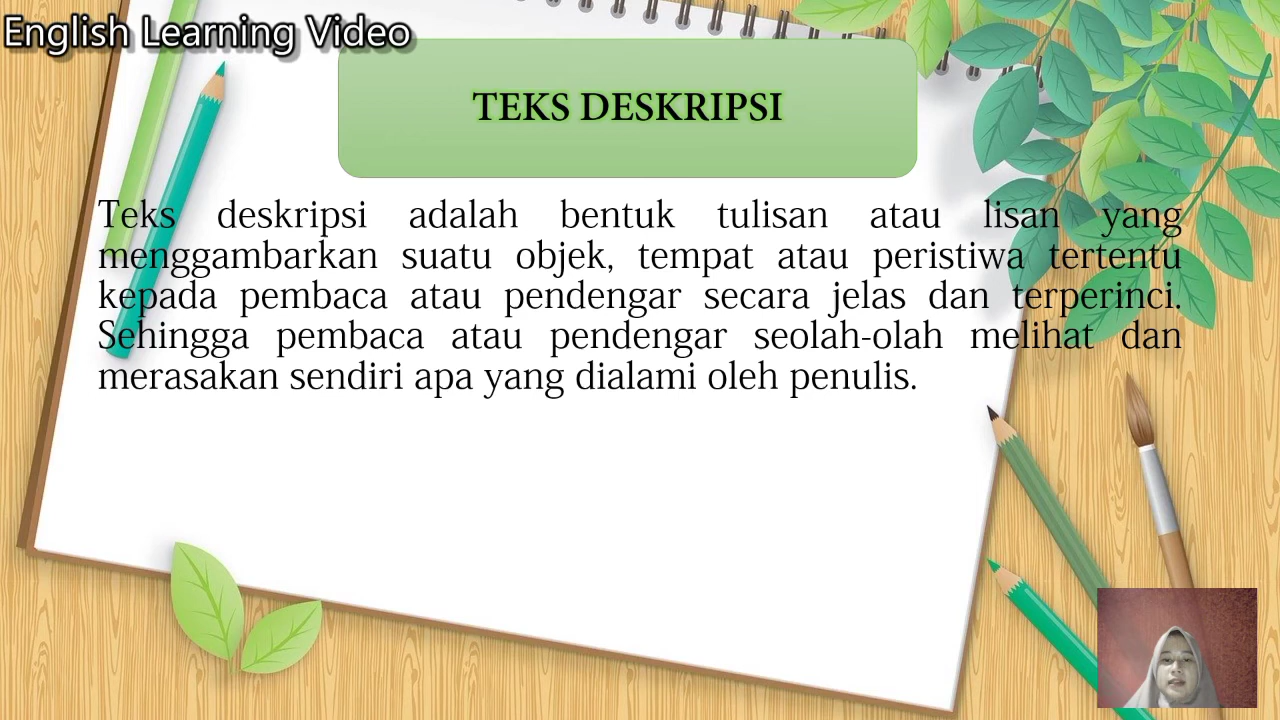 English Learning Video
TEKS DESKRIPSI
Teks deskripsi adalah bentuk tulisan atau lisan yang
menggambarkan suatu objek, tempat atau peristiwa tertentu
kepada pembaca atau pendengar secara jelas dan terperinci.
Sehingga pembaca atau pendengar seolah-olah melihat dan
merasakan sendiri apa yang dialami oleh penulis.